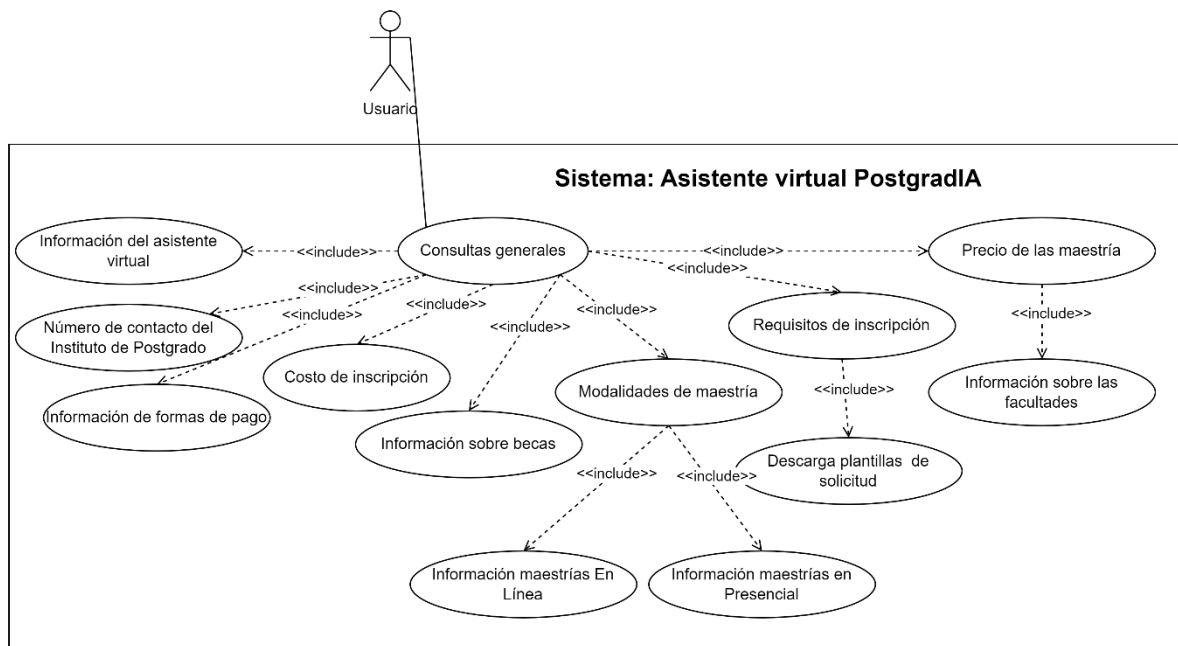 Usuario
Sistema: Asistente virtual PostgradIA
Información del asistente
virtual
<<include>>
Consultas generales
<<include>>
<<include>>
Precio de las maestría
<<include>>
<<include>>
<<include>>
<<include>>
<<include>>
Número de contacto del
Instituto de Postgrado
Requisitos de inscripción
<<include>>
Costo de inscripción
Modalidades de maestría
<<include>>
Información sobre las
facultades
Información de formas de pago
Información sobre becas
Descarga plantillas de
solicitud
<<include>>
<<include>>
Información maestrías En
Línea
Información maestrías en
Presencial